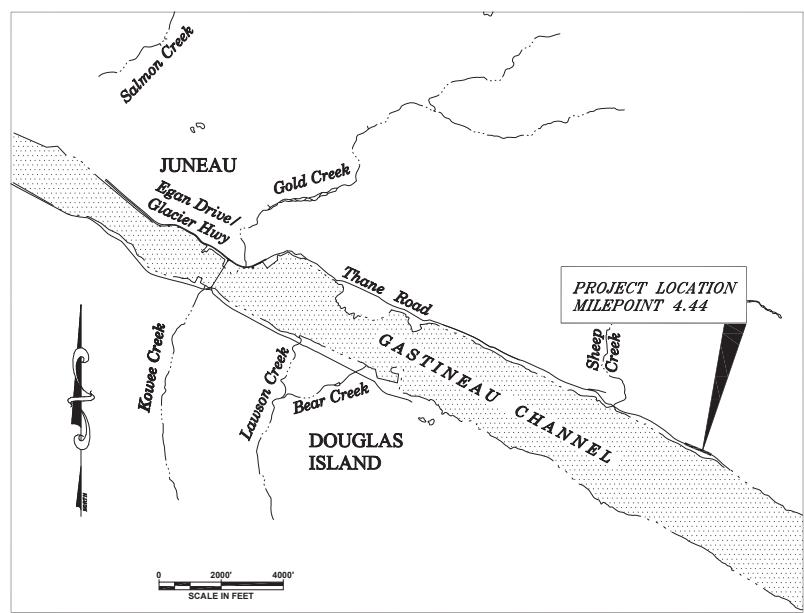 Salmon Creek
JUNEAU
Egan Drive/
Glacier Hwy
Gold Creek
Thane Road
PROJECT LOCATION
MILEPOINT 4.44
Sheep
Creek
GASTINEAU CHANNEL
Kowee Creek
Lawson Creek
Bear Creek
DOUGLAS
ISLAND
NORTH
0 2000' 4000'
SCALE IN FEET